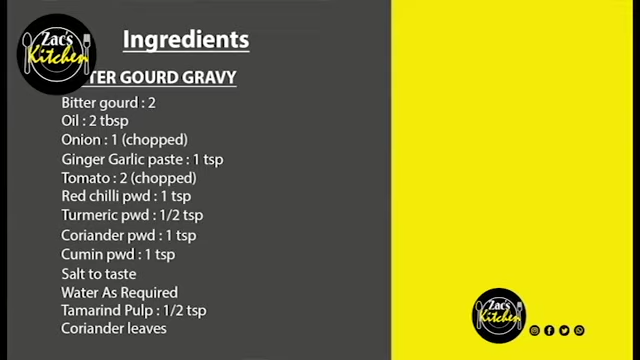 Zac's
Kitchen
Ingredients
TER GOURD GRAVY
Bitter gourd : 2
Oil : 2 tbsp
Onion : 1 (chopped)
Ginger Garlic paste : 1 tsp
Tomato : 2 (chopped)
Red chilli pwd : 1 tsp
Turmeric pwd : 1/2 tsp
Coriander pwd : 1 tsp
Cumin pwd : 1 tsp
Salt to taste
Water As Required
Tamarind Pulp : 1/2 tsp
Coriander leaves
Zac's
Kitchen